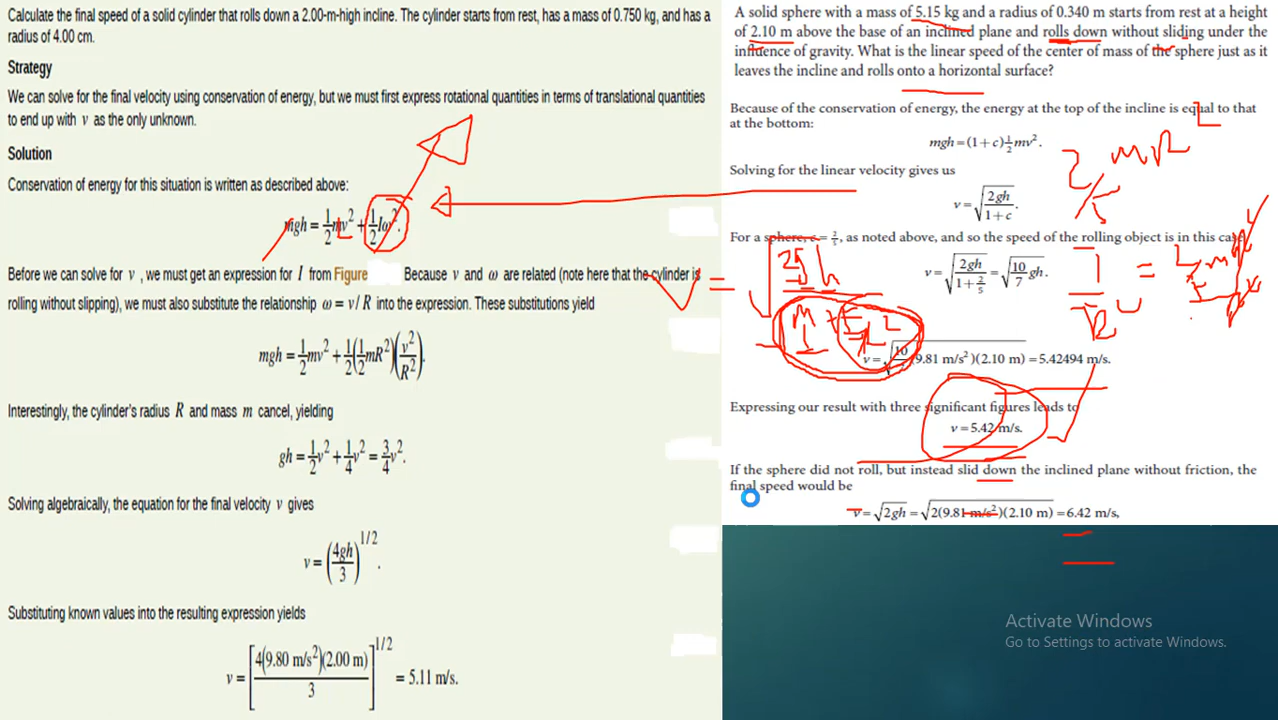 Calculate the final speed of a solid cylinder that rolls down a 2.00-m-high incline. The cylinder starts from rest, has a mass of 0.750 kg, and has a
radius of 4.00 cm.
Strategy
We can solve for the final velocity using conservation of energy, but we must first express rotational quantities in terms of translational quantities
to end up with v as the only unknown.
Solution
Conservation of energy for this situation is written as described above:
mgh = 1/2 mv² + 1/2 Iω².
Before we can solve for v , we must get an expression for I from Figure Because v and ω are related (note here that the cylinder is
rolling without slipping), we must also substitute the relationship ω = v/R into the expression. These substitutions yield
mgh = 1/2 mv² + 1/2 (1/2 mR²)(v²/R²).
Interestingly, the cylinder's radius R and mass m cancel, yielding
gh = 1/2 v² + 1/4 v² = 3/4 v².
Solving algebraically, the equation for the final velocity v gives
v = (4gh/3)^1/2 .
Substituting known values into the resulting expression yields
v = [4(9.80 m/s²)(2.00 m)/3]^1/2 = 5.11 m/s.
A solid sphere with a mass of 5.15 kg and a radius of 0.340 m starts from rest at a height
of 2.10 m above the base of an inclined plane and rolls down without sliding under the
influence of gravity. What is the linear speed of the center of mass of the sphere just as it
leaves the incline and rolls onto a horizontal surface?
Because of the conservation of energy, the energy at the top of the incline is equal to that
at the bottom:
mgh = (1+c) 1/2 mv².
Solving for the linear velocity gives us
v = √(2gh/(1+c)).
For a sphere, c = 2/5, as noted above, and so the speed of the rolling object is in this case
v = √(2gh/(1+2/5)) = √(10/7 gh).
v = √(10 (9.81 m/s²)(2.10 m) = 5.42494 m/s.
Expressing our result with three significant figures leads to
v = 5.42 m/s.
If the sphere did not roll, but instead slid down the inclined plane without friction, the
final speed would be
v = √2gh = √2(9.81 m/s²)(2.10 m) = 6.42 m/s,
Activate Windows
Go to Settings to activate Windows.